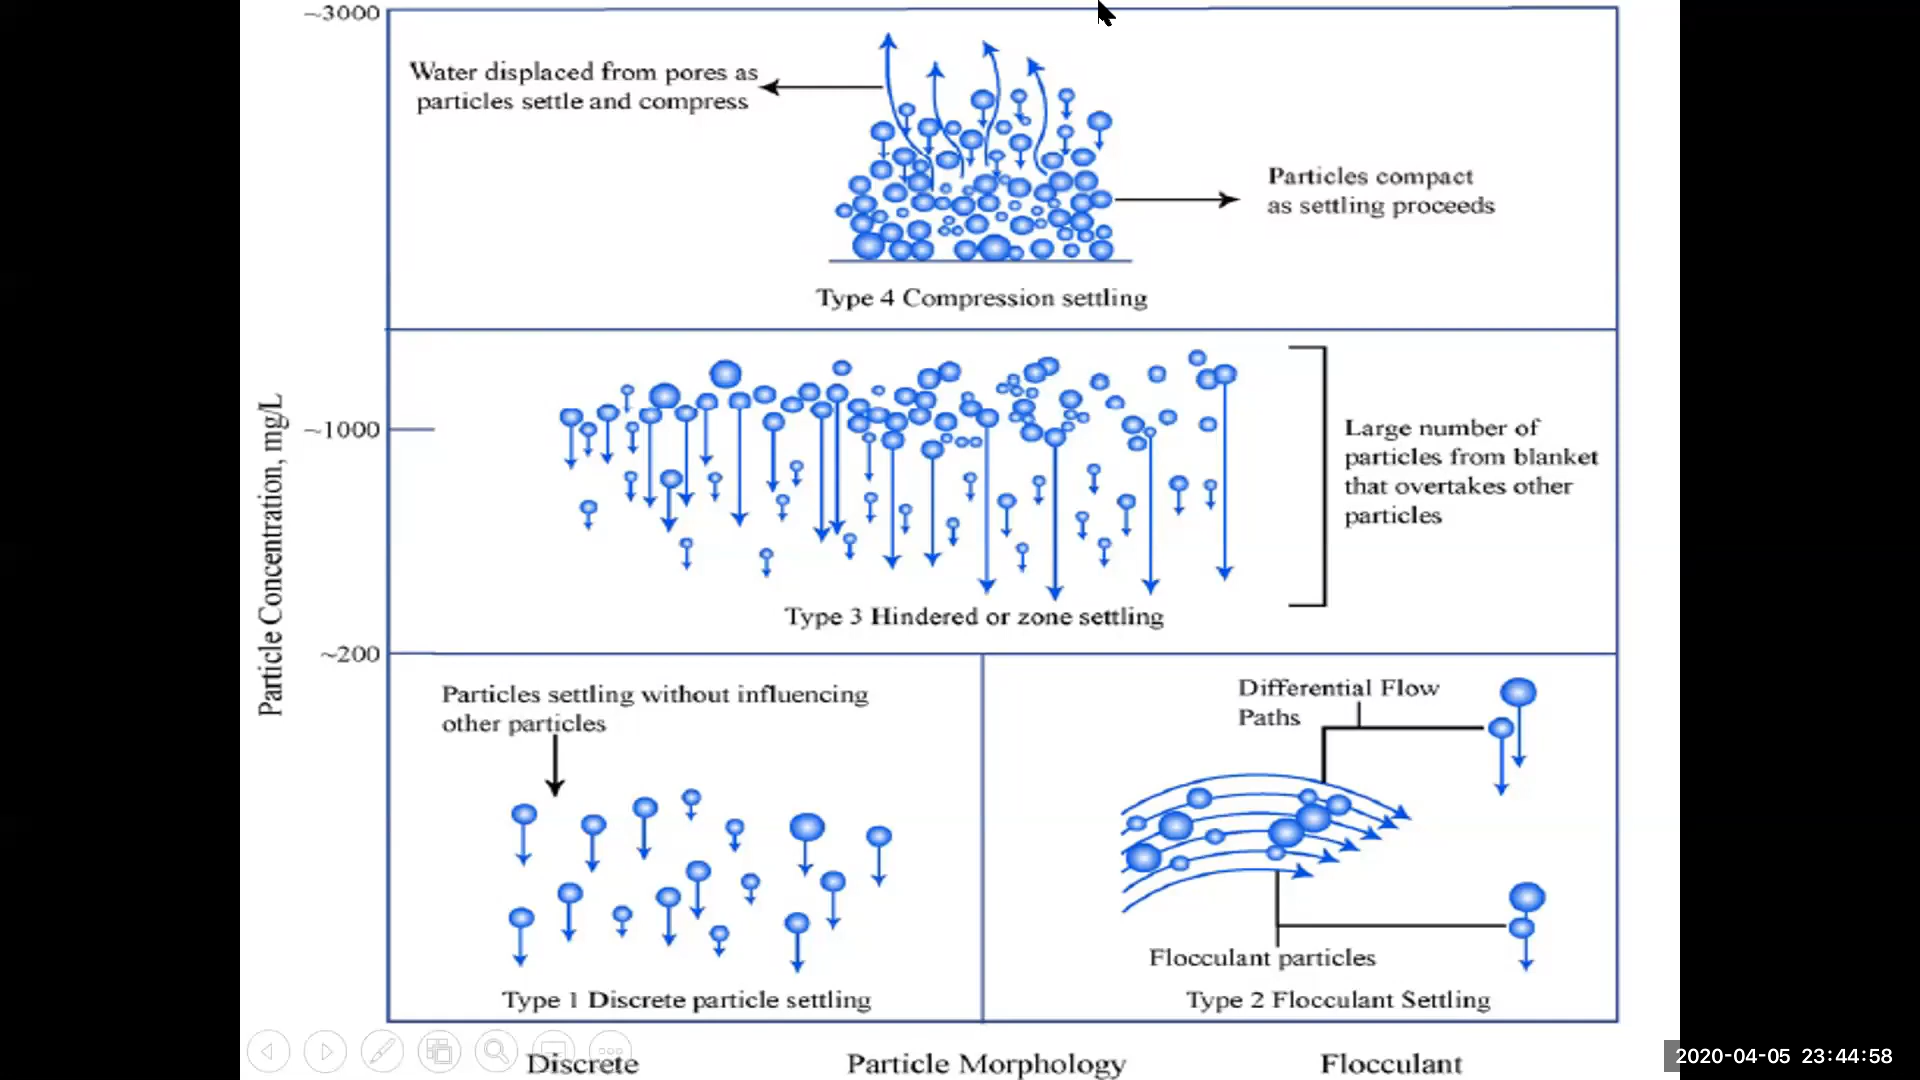 ~3000
Water displaced from pores as
particles settle and compress
Particles compact
as settling proceeds
Type 4 Compression settling
Particle Concentration, mg/L
~1000
Large number of
particles from blanket
that overtakes other
particles
Type 3 Hindered or zone settling
~200
Particles settling without influencing
other particles
Type 1 Discrete particle settling
Differential Flow
Paths
Flocculant particles
Type 2 Flocculant Settling
Discrete
Particle Morphology
Flocculant
2020-04-05 23:44:58